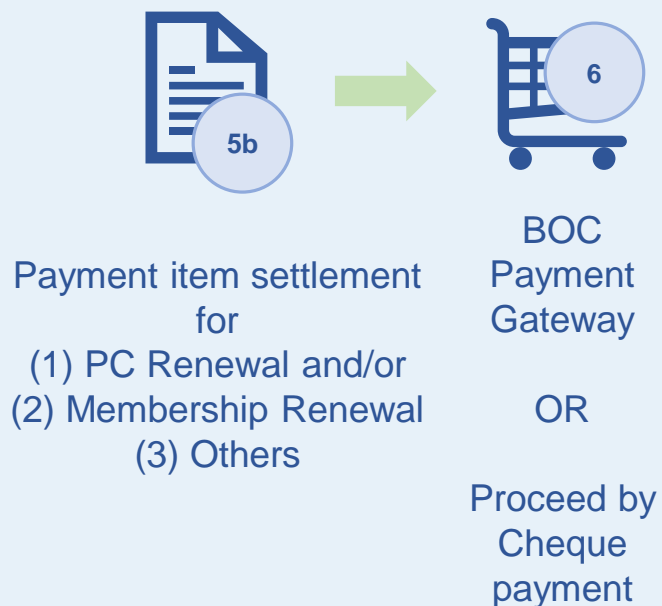 5b
6
Payment item settlement
for
(1) PC Renewal and/or
(2) Membership Renewal
(3) Others
BOC
Payment
Gateway
OR
Proceed by
Cheque
payment